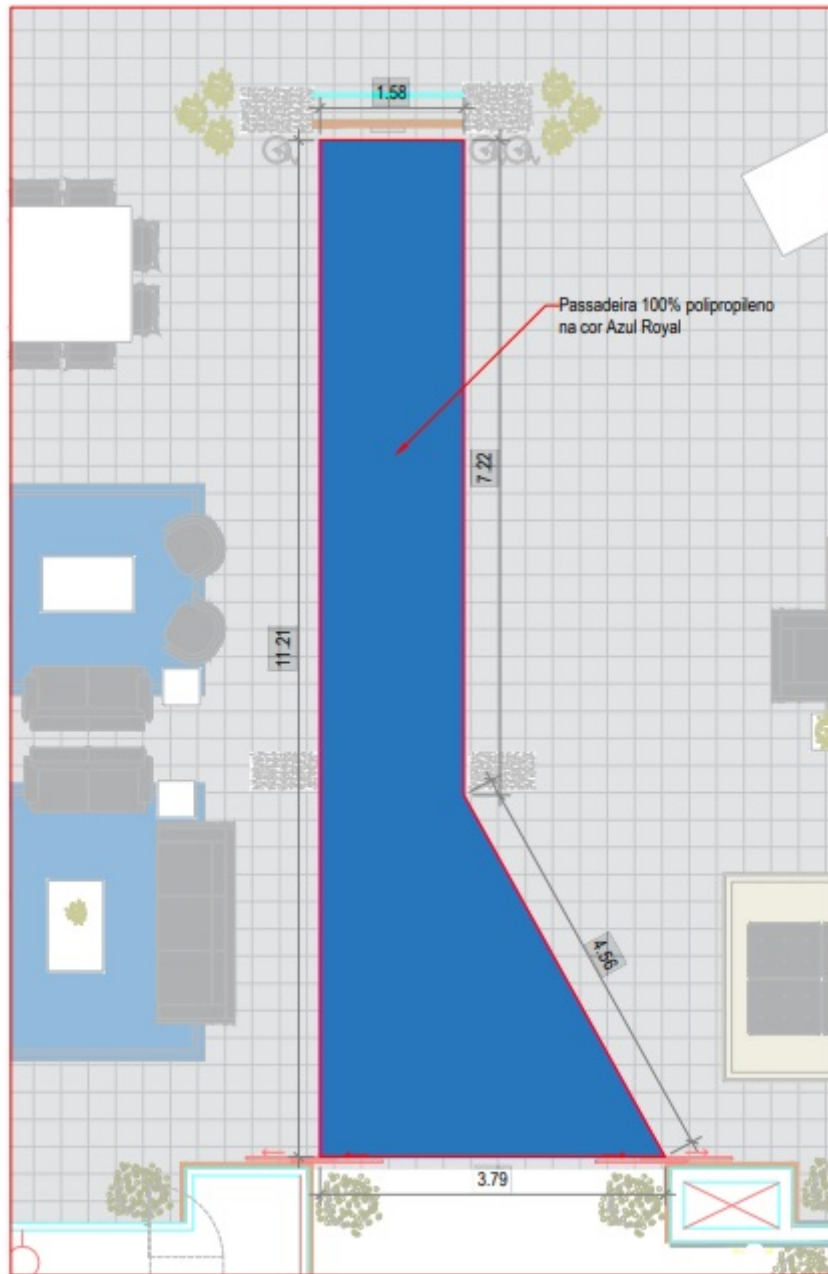 1.58
Passadeira 100% polipropileno
na cor Azul Royal
7.22
11.21
4.56
3.79